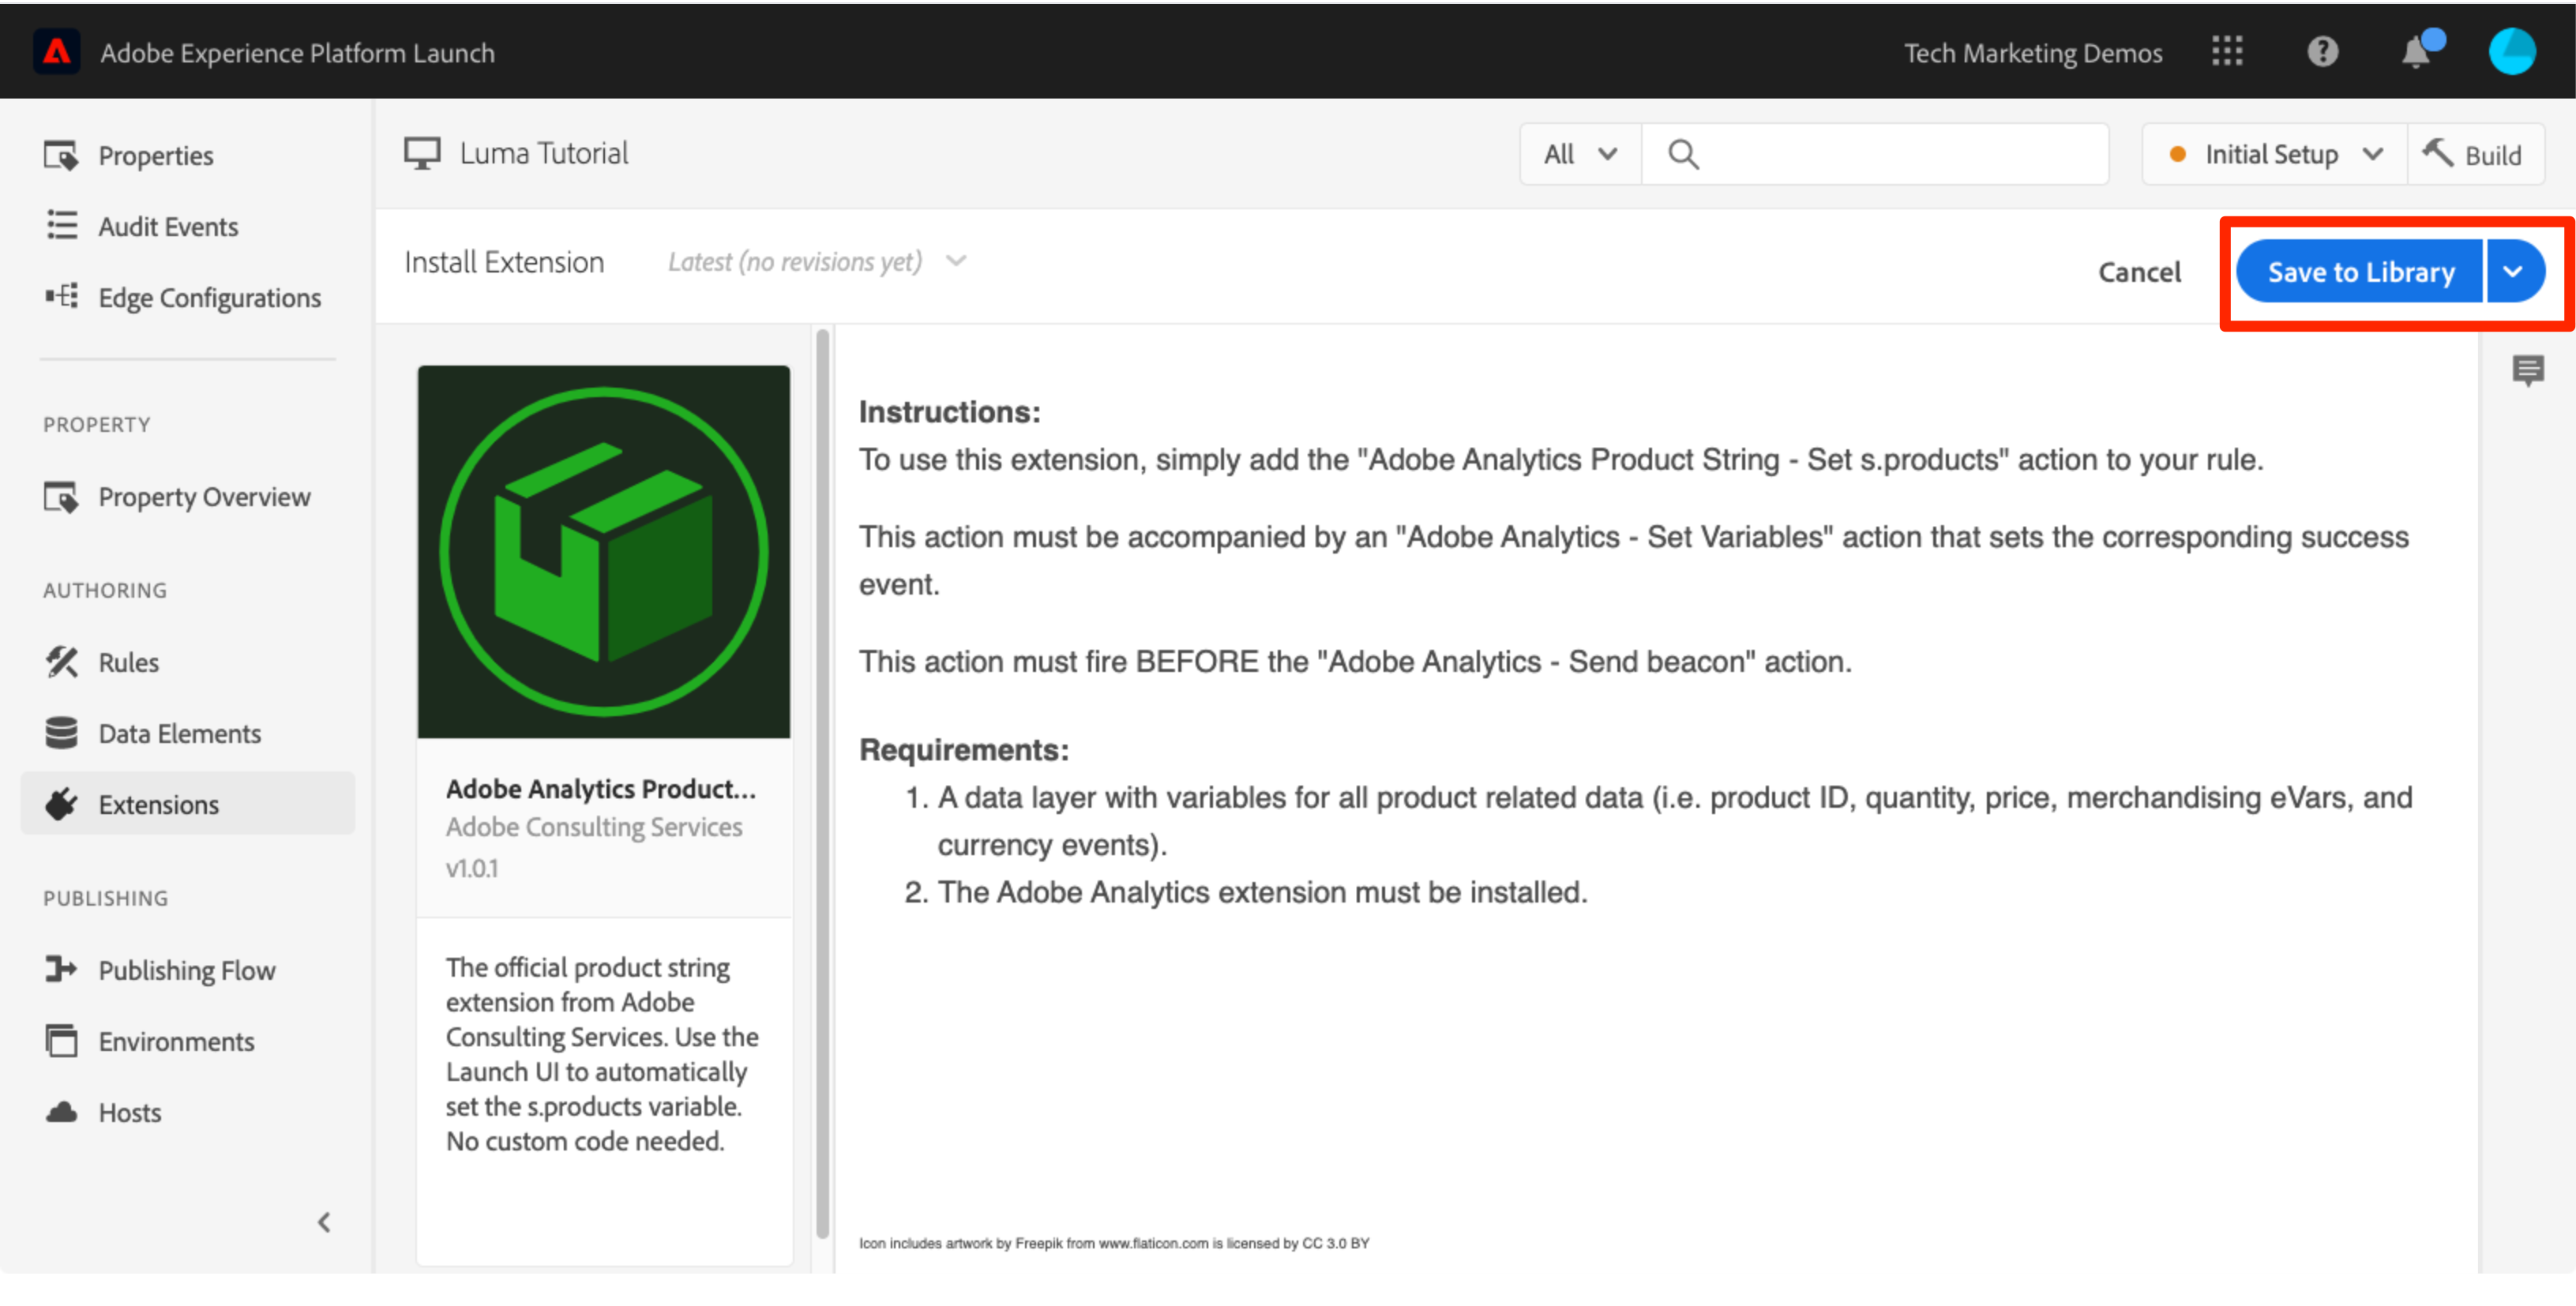 Adobe Experience Platform Launch
Tech Marketing Demos
Properties
Audit Events
Edge Configurations
PROPERTY
Property Overview
AUTHORING
Rules
Data Elements
Extensions
PUBLISHING
Publishing Flow
Environments
Hosts
Luma Tutorial
All
Initial Setup
Build
Install Extension
Latest (no revisions yet)
Cancel
Save to Library
Adobe Analytics Product...
Adobe Consulting Services
v1.0.1
The official product string
extension from Adobe
Consulting Services. Use the
Launch UI to automatically
set the s.products variable.
No custom code needed.
Instructions:
To use this extension, simply add the "Adobe Analytics Product String - Set s.products" action to your rule.
This action must be accompanied by an "Adobe Analytics - Set Variables" action that sets the corresponding success
event.
This action must fire BEFORE the "Adobe Analytics - Send beacon" action.
Requirements:
1. A data layer with variables for all product related data (i.e. product ID, quantity, price, merchandising eVars, and
currency events).
2. The Adobe Analytics extension must be installed.
Icon includes artwork by Freepik from www.flaticon.com is licensed by CC 3.0 BY